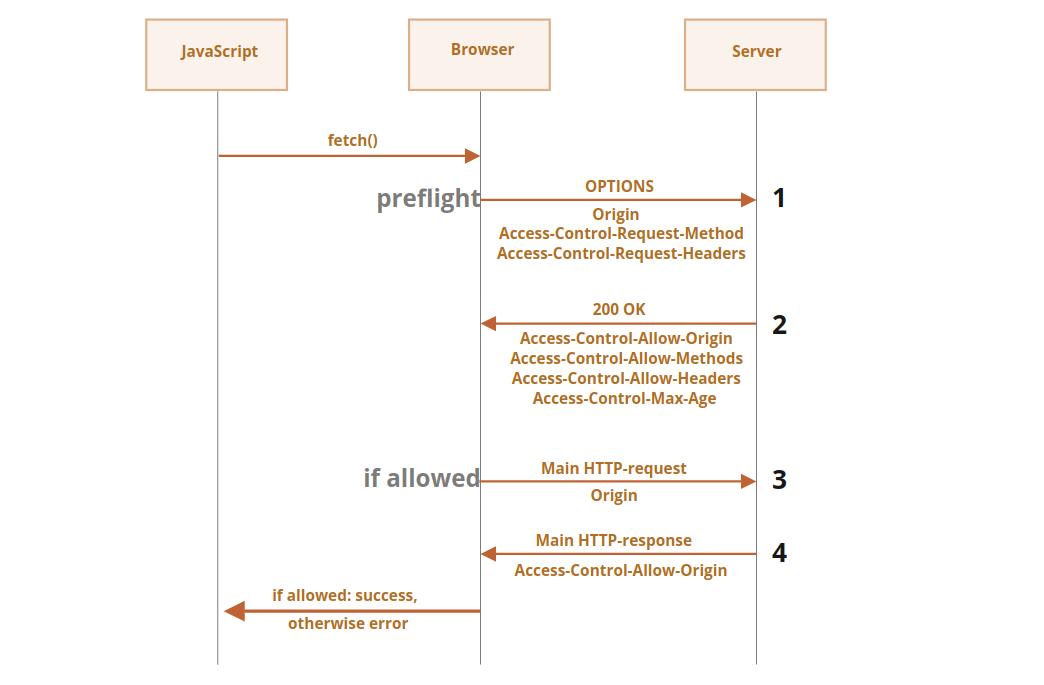 JavaScript
Browser
Server
fetch()
preflight
OPTIONS
1
Origin
Access-Control-Request-Method
Access-Control-Request-Headers
200 OK
2
Access-Control-Allow-Origin
Access-Control-Allow-Methods
Access-Control-Allow-Headers
Access-Control-Max-Age
if allowed
Main HTTP-request
3
Origin
Main HTTP-response
4
Access-Control-Allow-Origin
if allowed: success,
otherwise error